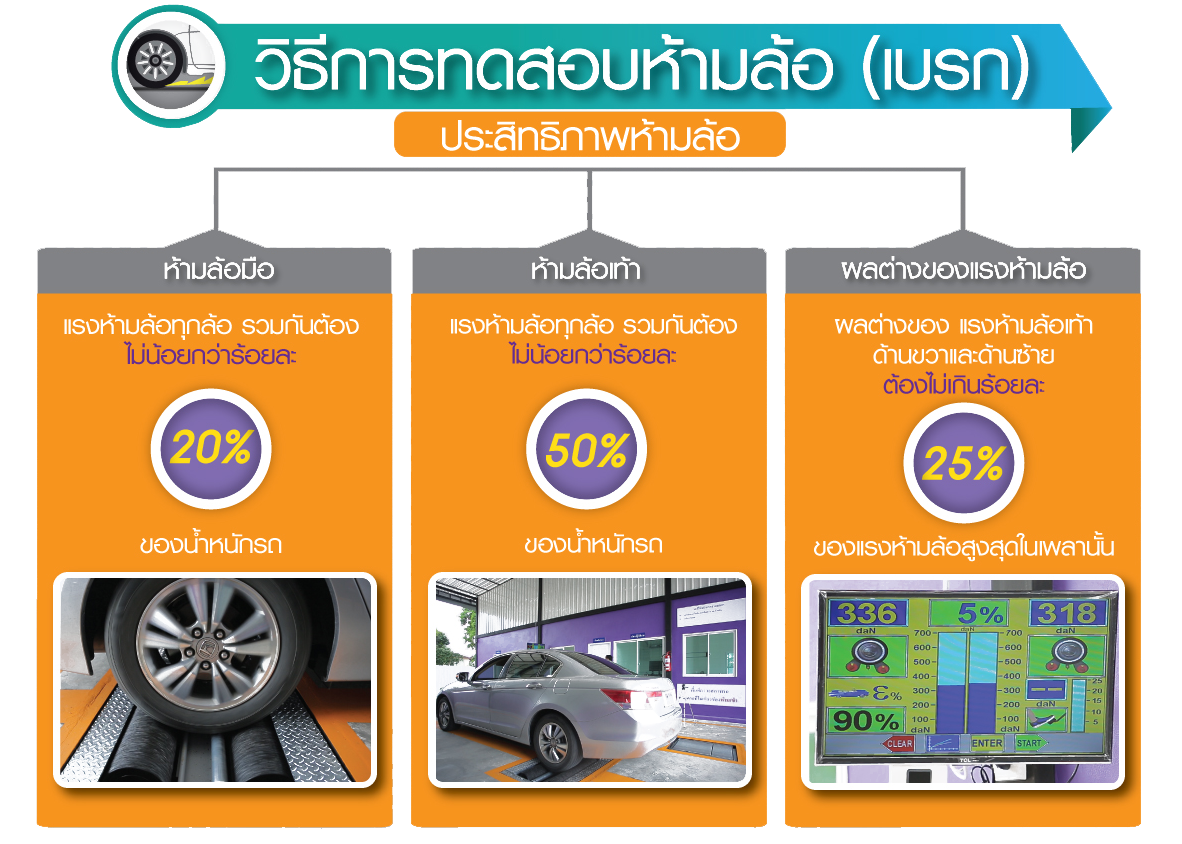 วิธีการทดสอบห้ามล้อ (เบรก)
ประสิทธิภาพห้ามล้อ
ห้ามล้อมือ
แรงห้ามล้อทุกล้อ รวมกันต้อง
ไม่น้อยกว่าร้อยละ
20%
ของน้ำหนักรถ
ห้ามล้อเท้า
แรงห้ามล้อทุกล้อ รวมกันต้อง
ไม่น้อยกว่าร้อยละ
50%
ของน้ำหนักรถ
ผลต่างของแรงห้ามล้อ
ผลต่างของ แรงห้ามล้อเท้า
ด้านขวาและด้านซ้าย
ต้องไม่เกินร้อยละ
25%
ของแรงห้ามล้อสูงสุดในเพลานั้น
336 5% 318
daN daN daN
700 700
600 600
500 500
400 400
300 300
200 200
100 100
daN daN
ε%
90%
daN
25
20
15
10
5
CLEAR ENTER START
TCL